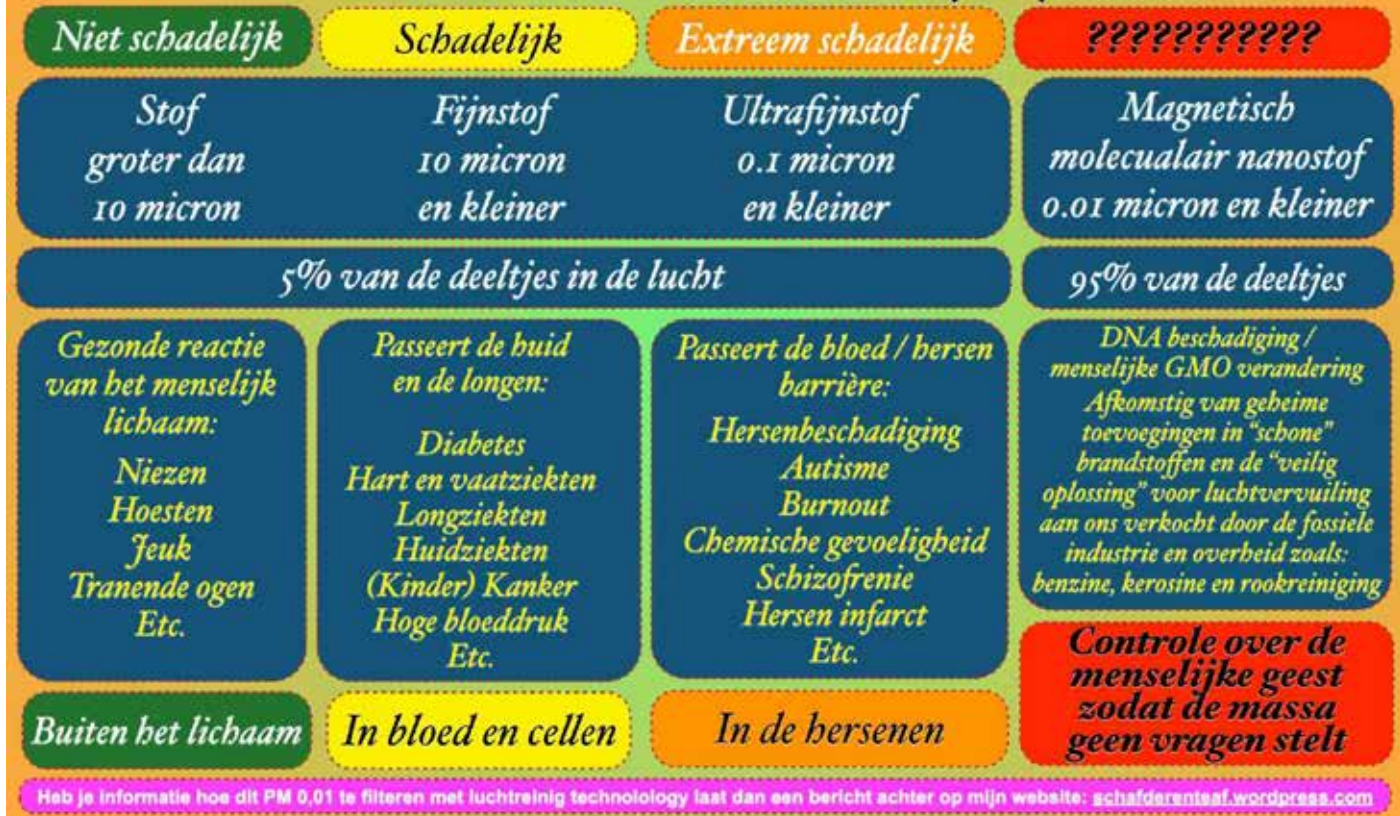 Niet schadelijk
Schadelijk
Extreem schadelijk
???????????
Stof
groter dan
10 micron
Fijnstof
10 micron
en kleiner
Ultrafijnstof
0.1 micron
en kleiner
Magnetisch
molecualair nanostof
0.01 micron en kleiner
5% van de deeltjes in de lucht
95% van de deeltjes
Gezonde reactie
van het menselijk
lichaam:
Niezen
Hoesten
Jeuk
Tranende ogen
Etc.
Passeert de huid
en de longen:
Diabetes
Hart en vaatziekten
Longziekten
Huidziekten
(Kinder) Kanker
Hoge bloeddruk
Etc.
Passeert de bloed / hersen
barrière:
Hersenbeschadiging
Autisme
Burnout
Chemische gevoeligheid
Schizofrenie
Hersen infarct
Etc.
DNA beschadiging /
menselijke GMO verandering
Afkomstig van geheime
toevoegingen in “schone”
brandstoffen en de “veilig
oplossing” voor luchtvervuiling
aan ons verkocht door de fossiele
industrie en overheid zoals:
benzine, kerosine en rookreiniging
Buiten het lichaam
In bloed en cellen
In de hersenen
Controle over de
menselijke geest
zodat de massa
geen vragen stelt
Heb je informatie hoe dit PM 0,01 te filteren met luchtreinig technolology laat dan een bericht achter op mijn website: schafderenteaf.wordpress.com